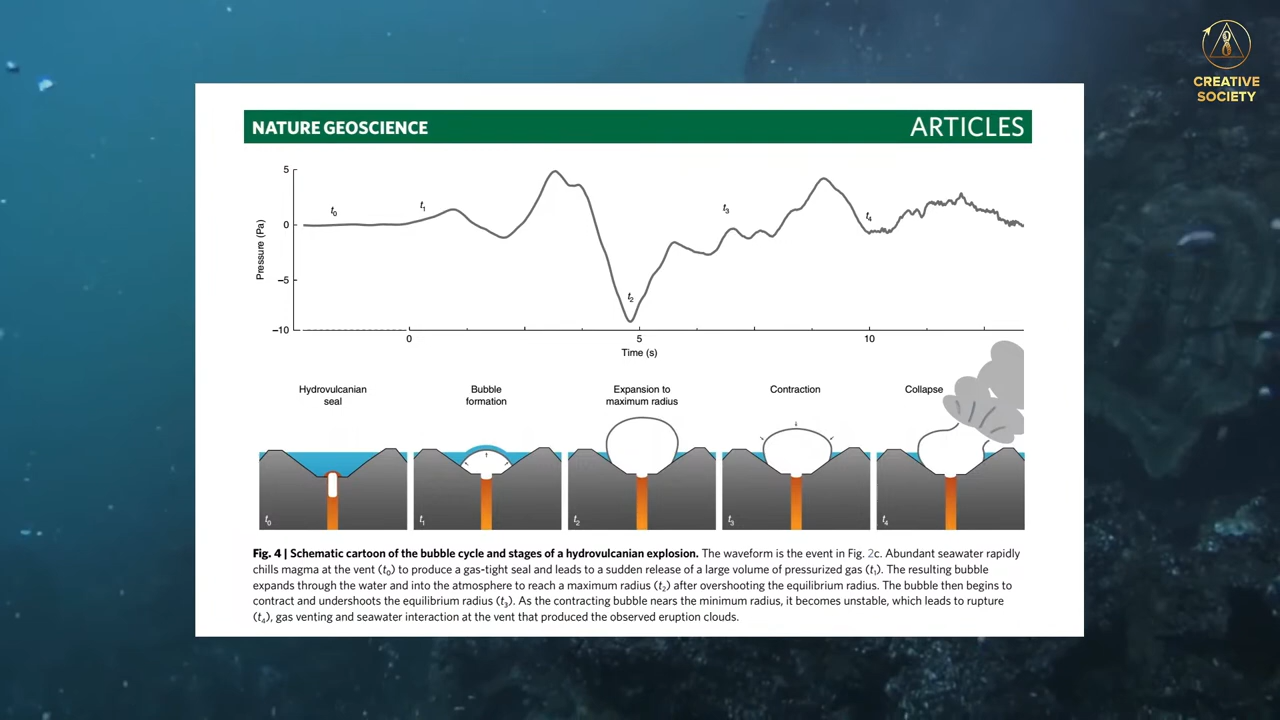 CREATIVE
SOCIETY
NATURE GEOSCIENCE ARTICLES
5
0
−5
−10
Pressure (Pa)
t0
t1
t2
t3
t4
0 5 10
Time (s)
Hydrovulcanian
seal
Bubble
formation
Expansion to
maximum radius
Contraction
Collapse
t0 t1 t2 t3 t4
Fig. 4 | Schematic cartoon of the bubble cycle and stages of a hydrovulcanian explosion. The waveform is the event in Fig. 2c. Abundant seawater rapidly
chills magma at the vent (t0) to produce a gas-tight seal and leads to a sudden release of a large volume of pressurized gas (t1). The resulting bubble
expands through the water and into the atmosphere to reach a maximum radius (t2) after overshooting the equilibrium radius. The bubble then begins to
contract and undershoots the equilibrium radius (t3). As the contracting bubble nears the minimum radius, it becomes unstable, which leads to rupture
(t4), gas venting and seawater interaction at the vent that produced the observed eruption clouds.